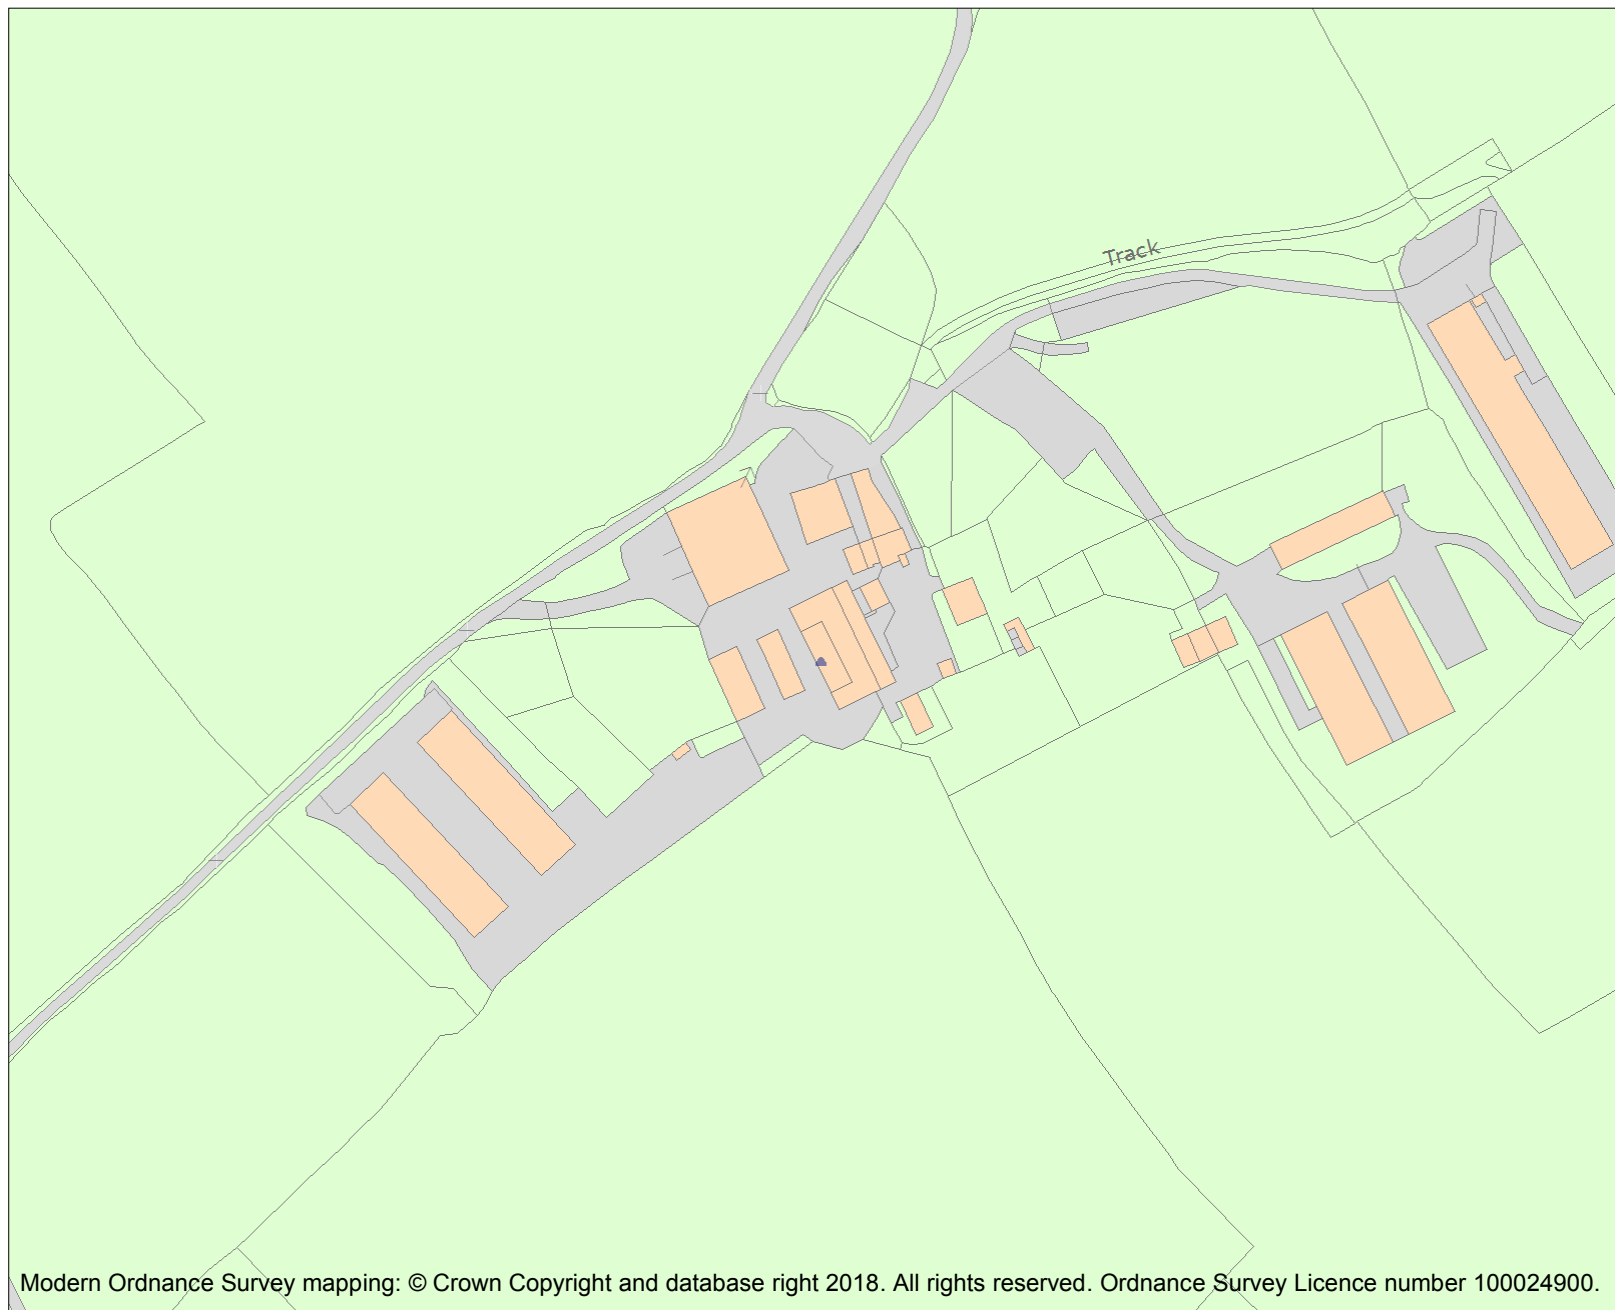 Track
Modern Ordnance Survey mapping: © Crown Copyright and database right 2018. All rights reserved. Ordnance Survey Licence number 100024900.